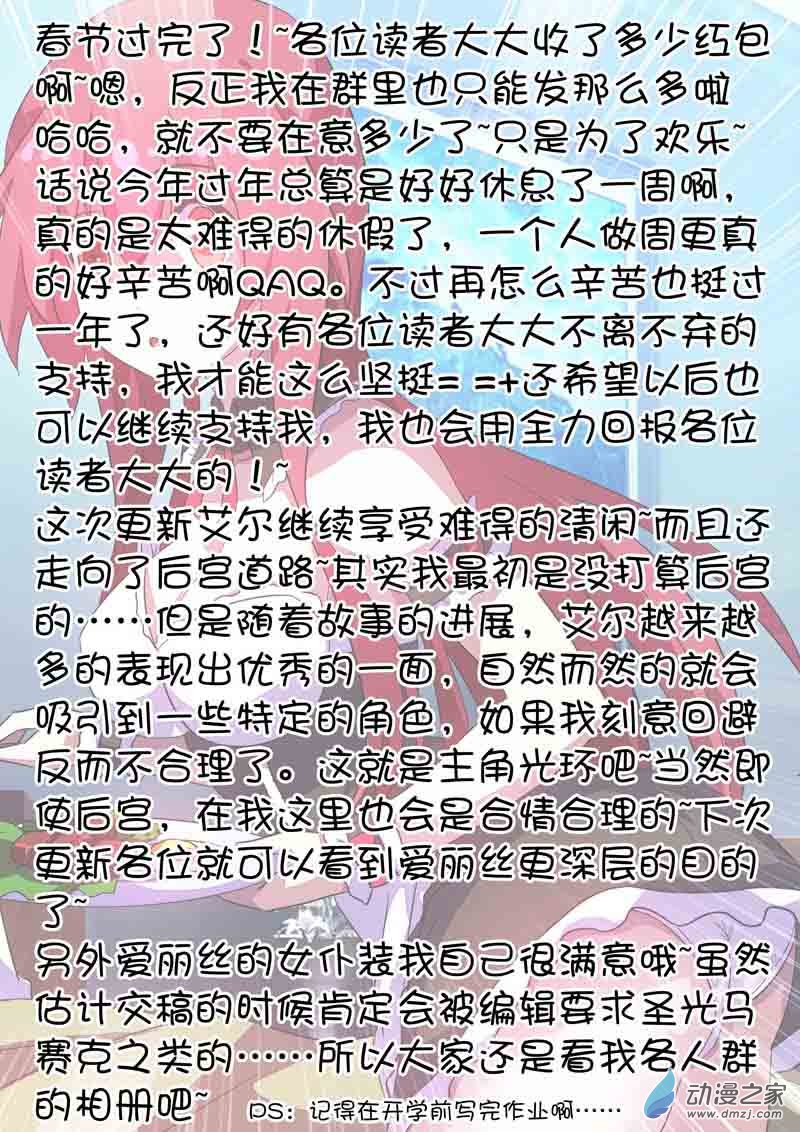 春节过完了！~各位读者大大收了多少红包
啊~嗯，反正我在群里也只能发那么多啦
哈哈，就不要在意多少了~只是为了欢乐~
话说今年过年总算是好好休息了一周啊，
真的是太难得的休假了，一个人做周更真
的好辛苦啊QAQ。不过再怎么辛苦也挺过
一年了，还好有各位读者大大不离不弃的
支持，我才能这么坚挺= =+还希望以后也
可以继续支持我，我也会用全力回报各位
读者大大的！~
这次更新艾尔继续享受难得的清闲~而且还
走向了后宫道路~其实我最初是没打算后宫
的……但是随着故事的进展，艾尔越来越
多的表现出优秀的一面，自然而然的就会
吸引到一些特定的角色，如果我刻意回避
反而不合理了。这就是主角光环吧~当然即
使后宫，在我这里也会是合情合理的~下次
更新各位就可以看到爱丽丝更深层的目的
了~
另外爱丽丝的女仆装我自己很满意哦~虽然
估计交稿的时候肯定会被编辑要求圣光马
赛克之类的……所以大家还是看我名人群
的相册吧~ PS：记得在开学前写完作业啊……
动漫之家
www.dmzj.com